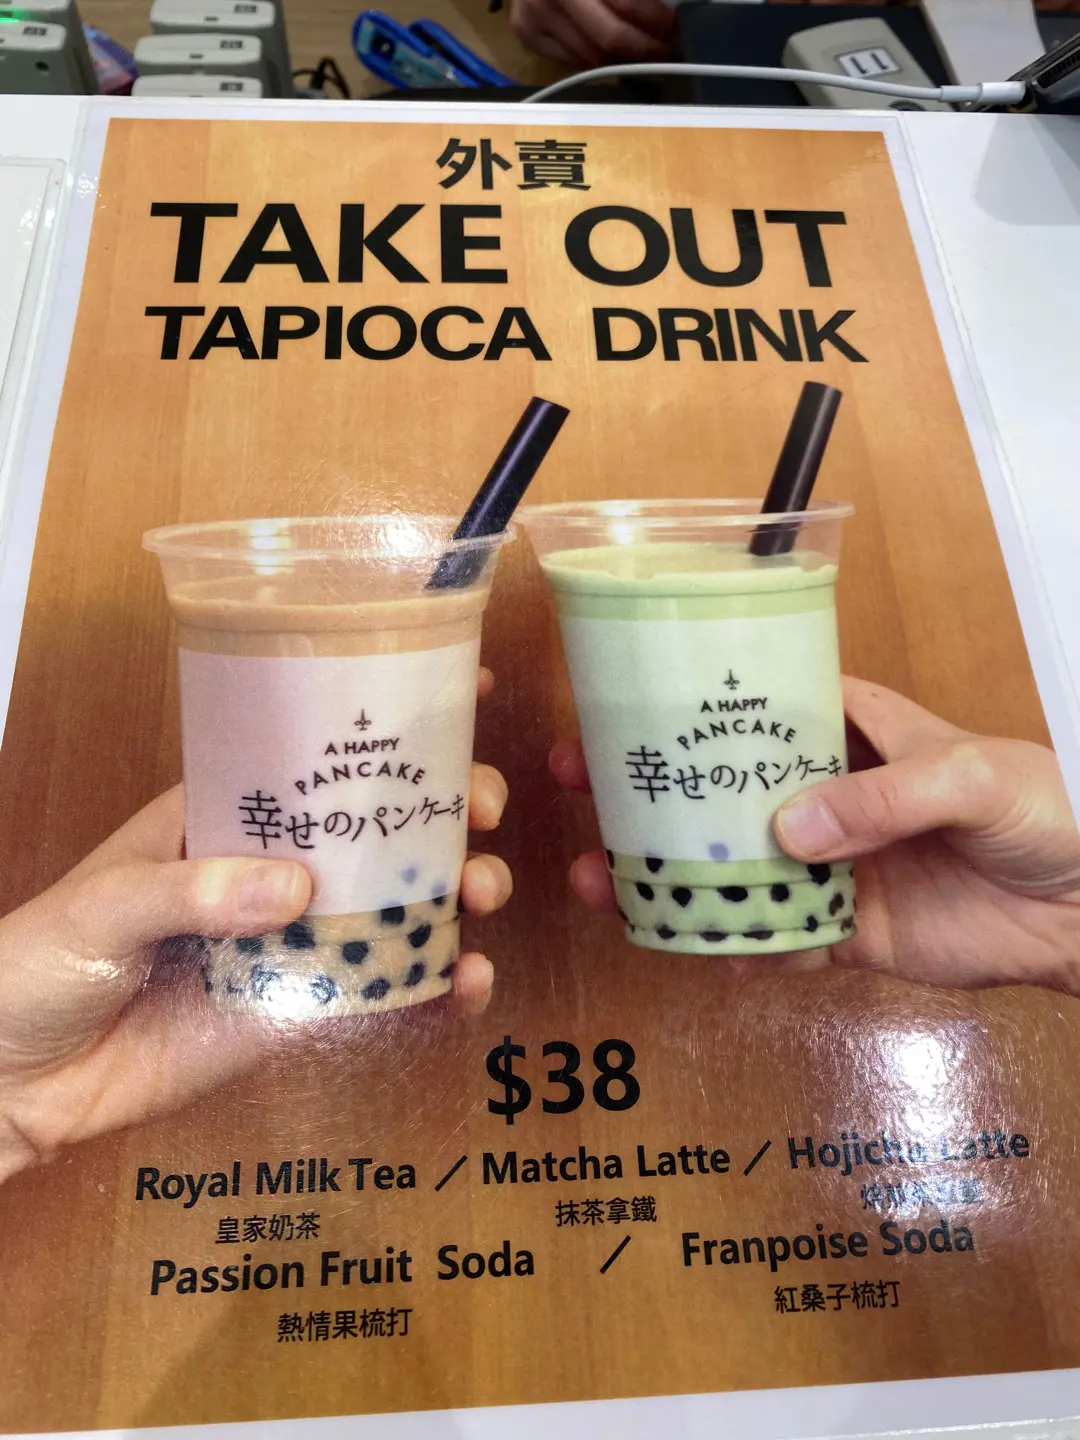 外賣
TAKE OUT
TAPIOCA DRINK
A HAPPY
PANCAKE
幸せのパンケーキ
A HAPPY
PANCAKE
幸せのパンケーキ
$38
Royal Milk Tea / Matcha Latte / Hojicha Latte
皇家奶茶 抹茶拿鐵
Passion Fruit Soda / Franpoise Soda
熱情果梳打 紅桑子梳打